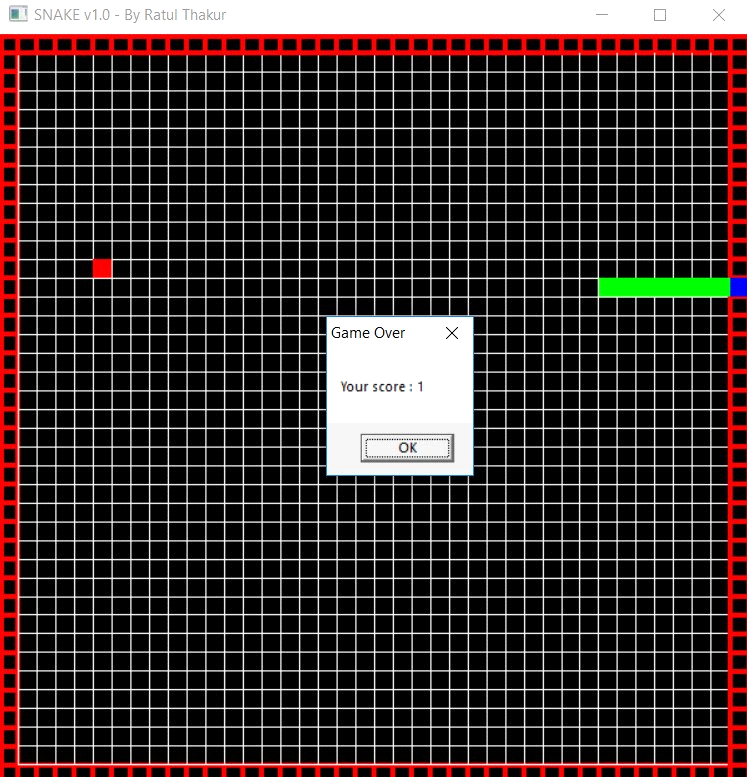 SNAKE v1.0 - By Ratul Thakur
Game Over
Your score : 1
OK